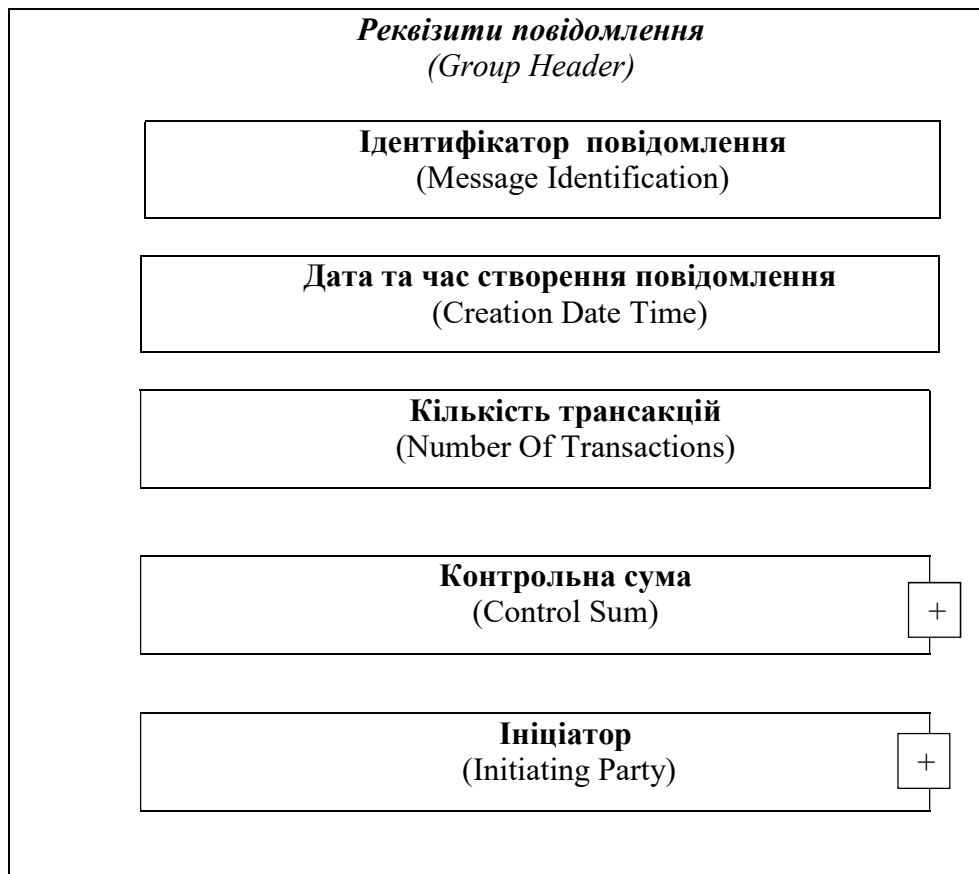 Реквізити повідомлення
(Group Header)
Ідентифікатор повідомлення
(Message Identification)
Дата та час створення повідомлення
(Creation Date Time)
Кількість трансакцій
(Number Of Transactions)
Контрольна сума
(Control Sum)
+
Ініціатор
(Initiating Party)
+